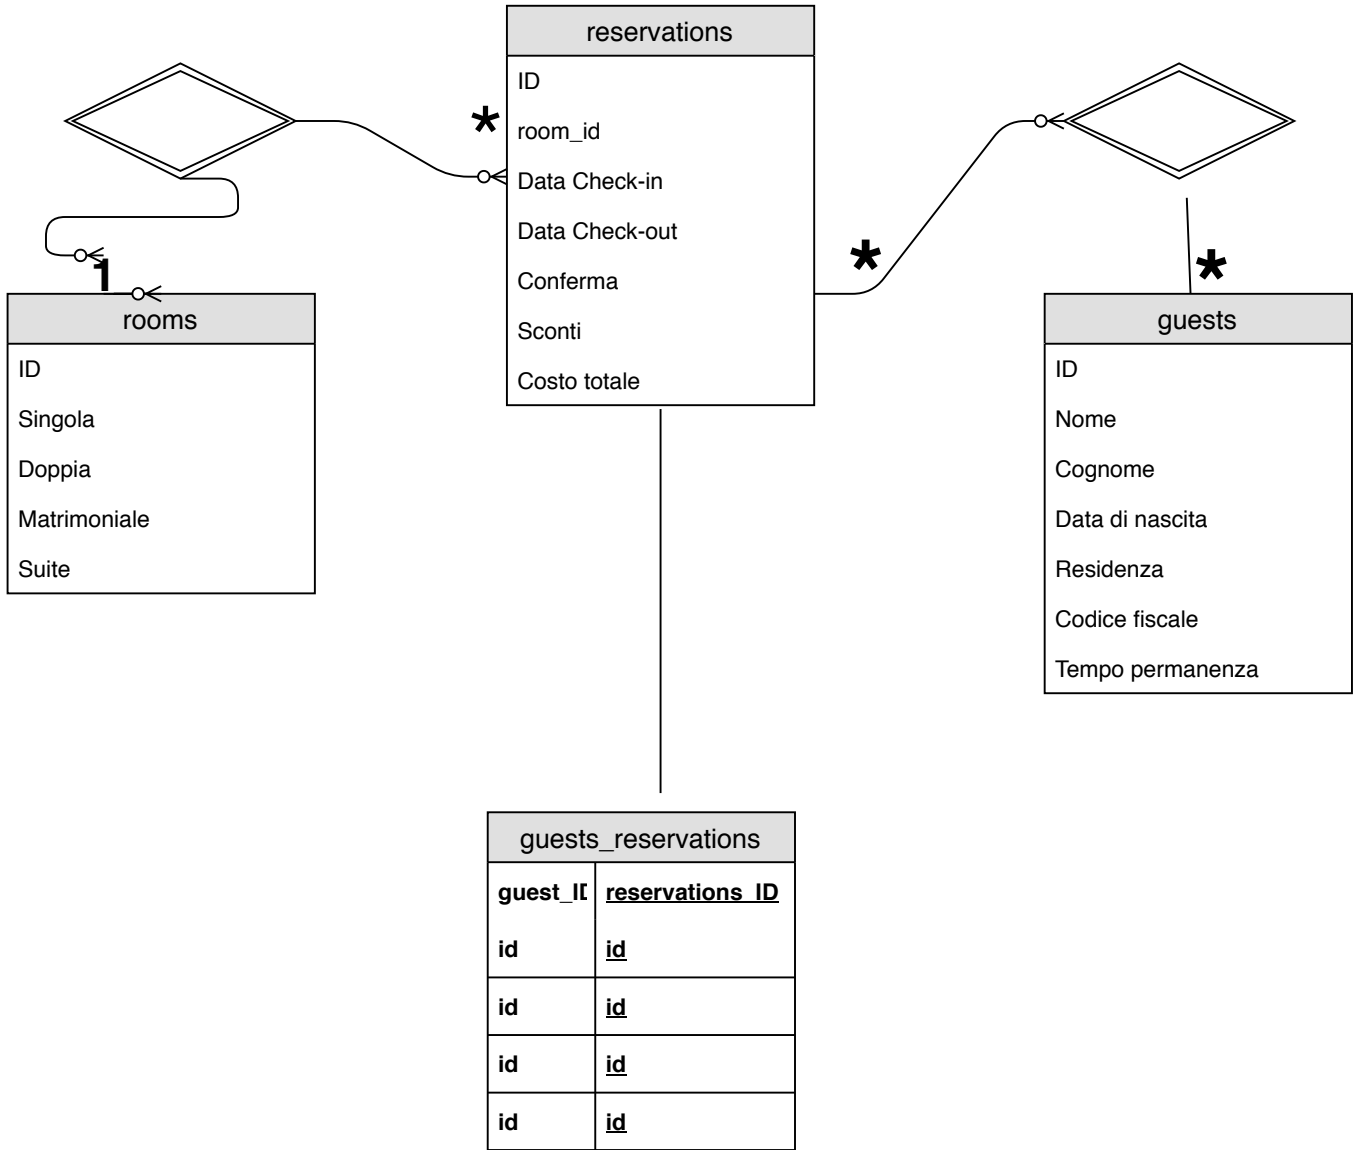 reservations
ID
room_id
Data Check-in
Data Check-out
Conferma
Sconti
Costo totale
*
1
rooms
ID
Singola
Doppia
Matrimoniale
Suite
*
*
guests
ID
Nome
Cognome
Data di nascita
Residenza
Codice fiscale
Tempo permanenza
guests_reservations
guest_ID reservations_ID
id id
id id
id id
id id